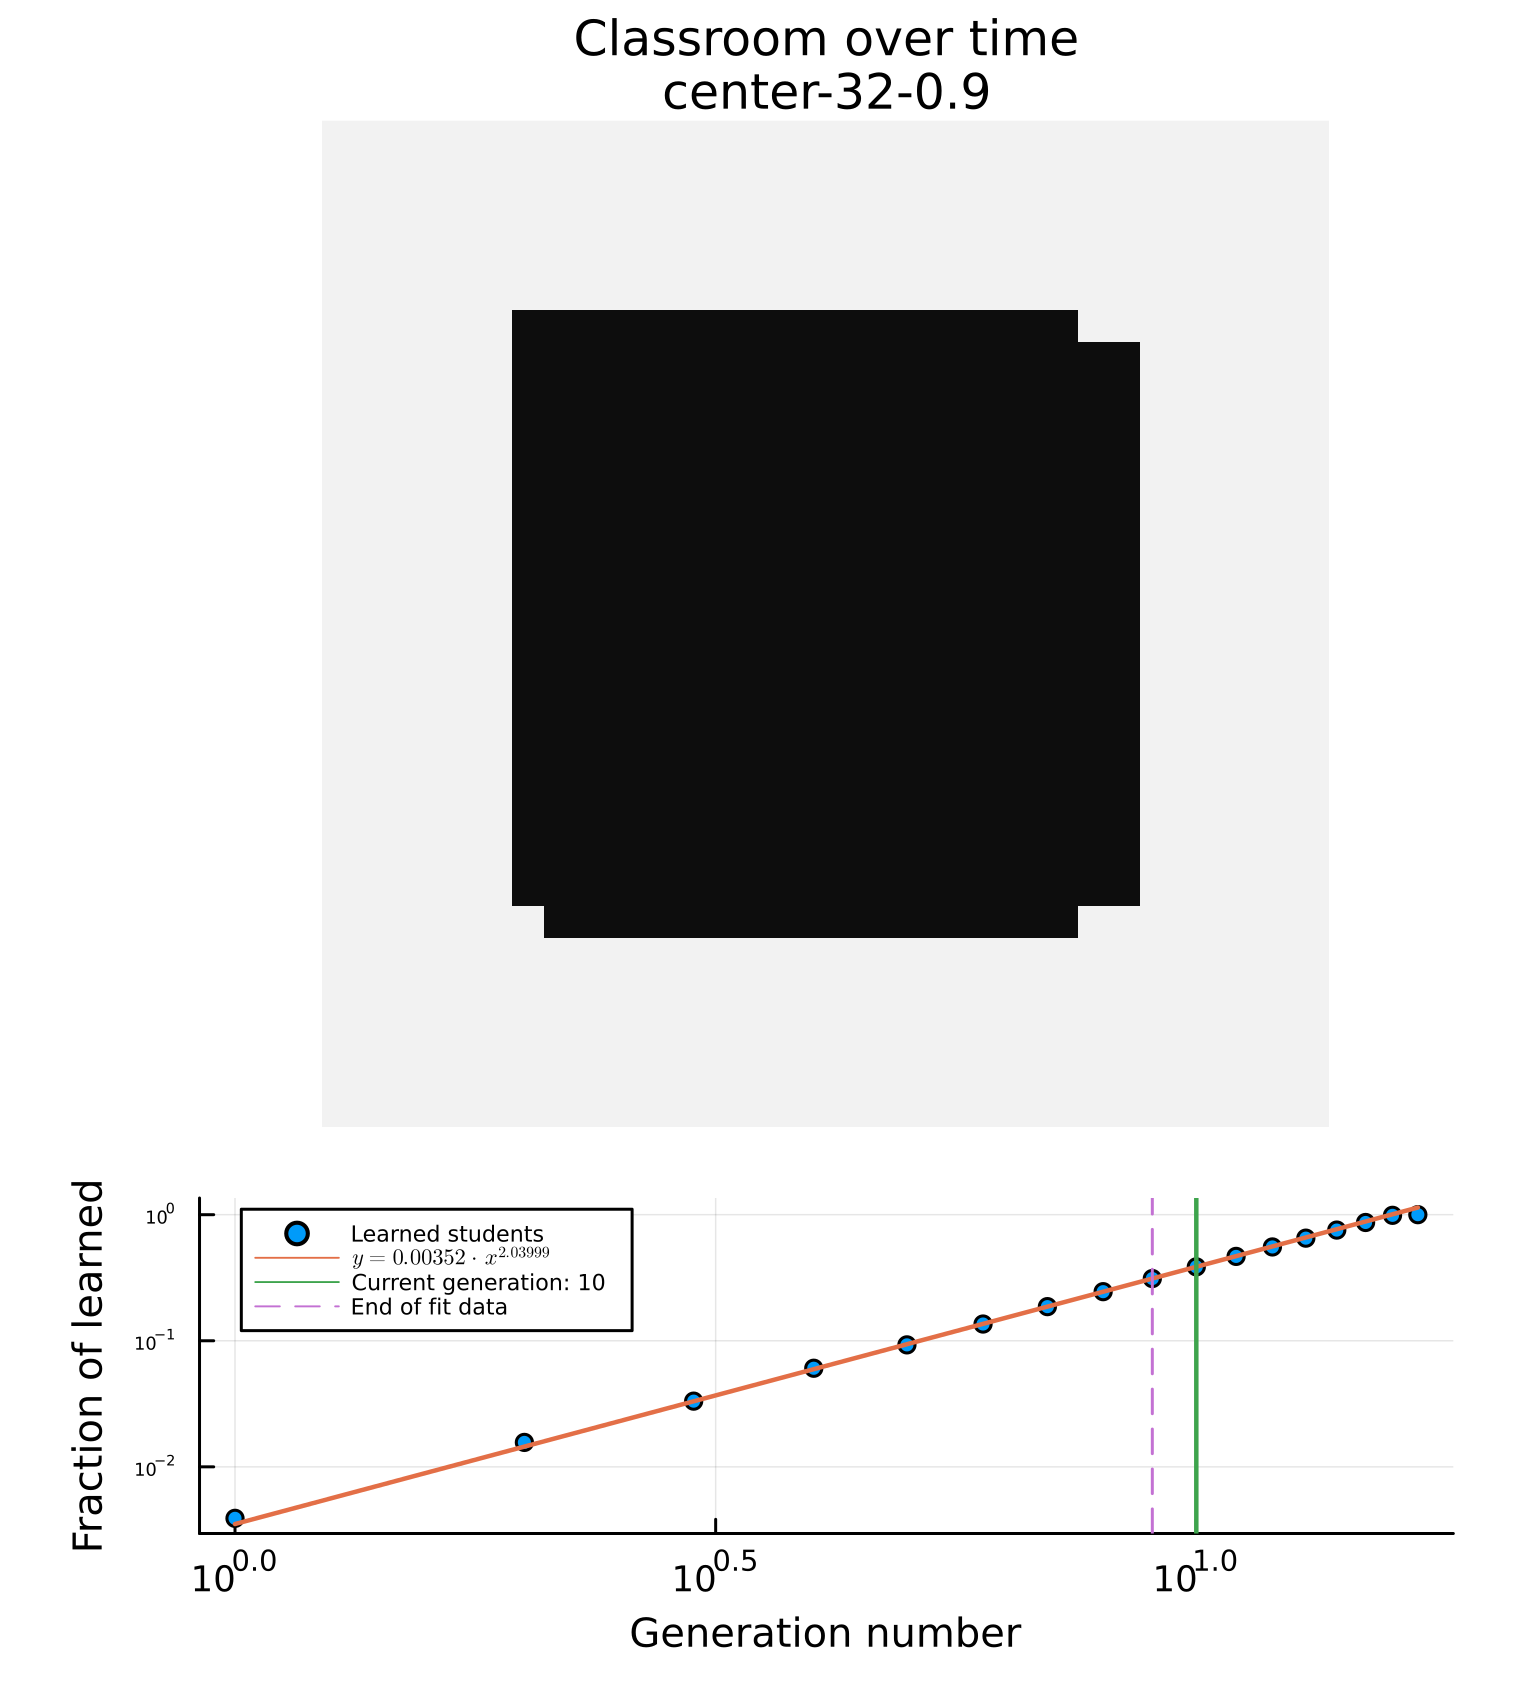 Classroom over time
center-32-0.9
Fraction of learned
10⁰
10⁻¹
10⁻²
Learned students
y = 0.00352 · x^2.03999
Current generation: 10
End of fit data
10^0.0
10^0.5
10^1.0
Generation number